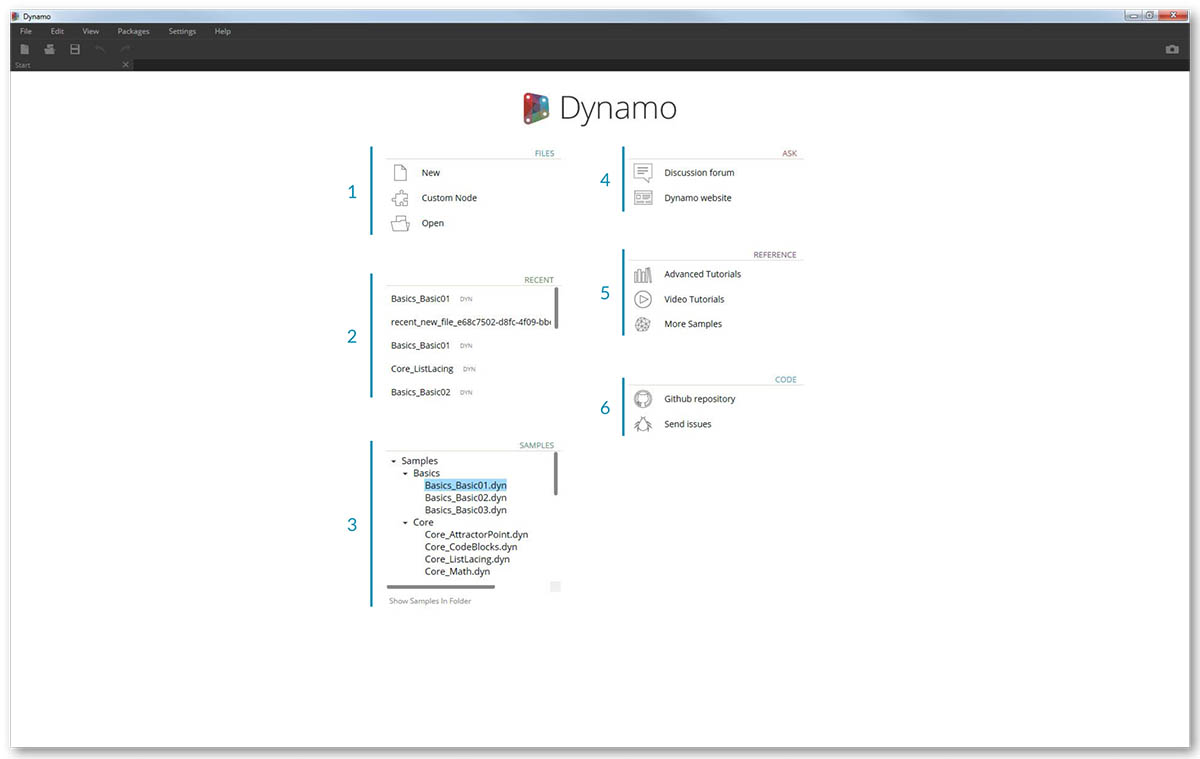 Dynamo
File Edit View Packages Settings Help
Start
Dynamo
FILES
1
New
Custom Node
Open
RECENT
2
Basics_Basic01 DYN
recent_new_file_e68c7502-d8fc-4f09-bb
Basics_Basic01 DYN
Core_ListLacing DYN
Basics_Basic02 DYN
SAMPLES
3
Samples
Basics
Basics_Basic01.dyn
Basics_Basic02.dyn
Basics_Basic03.dyn
Core
Core_AttractorPoint.dyn
Core_CodeBlocks.dyn
Core_ListLacing.dyn
Core_Math.dyn
Show Samples In Folder
ASK
4
Discussion forum
Dynamo website
REFERENCE
5
Advanced Tutorials
Video Tutorials
More Samples
CODE
6
Github repository
Send issues